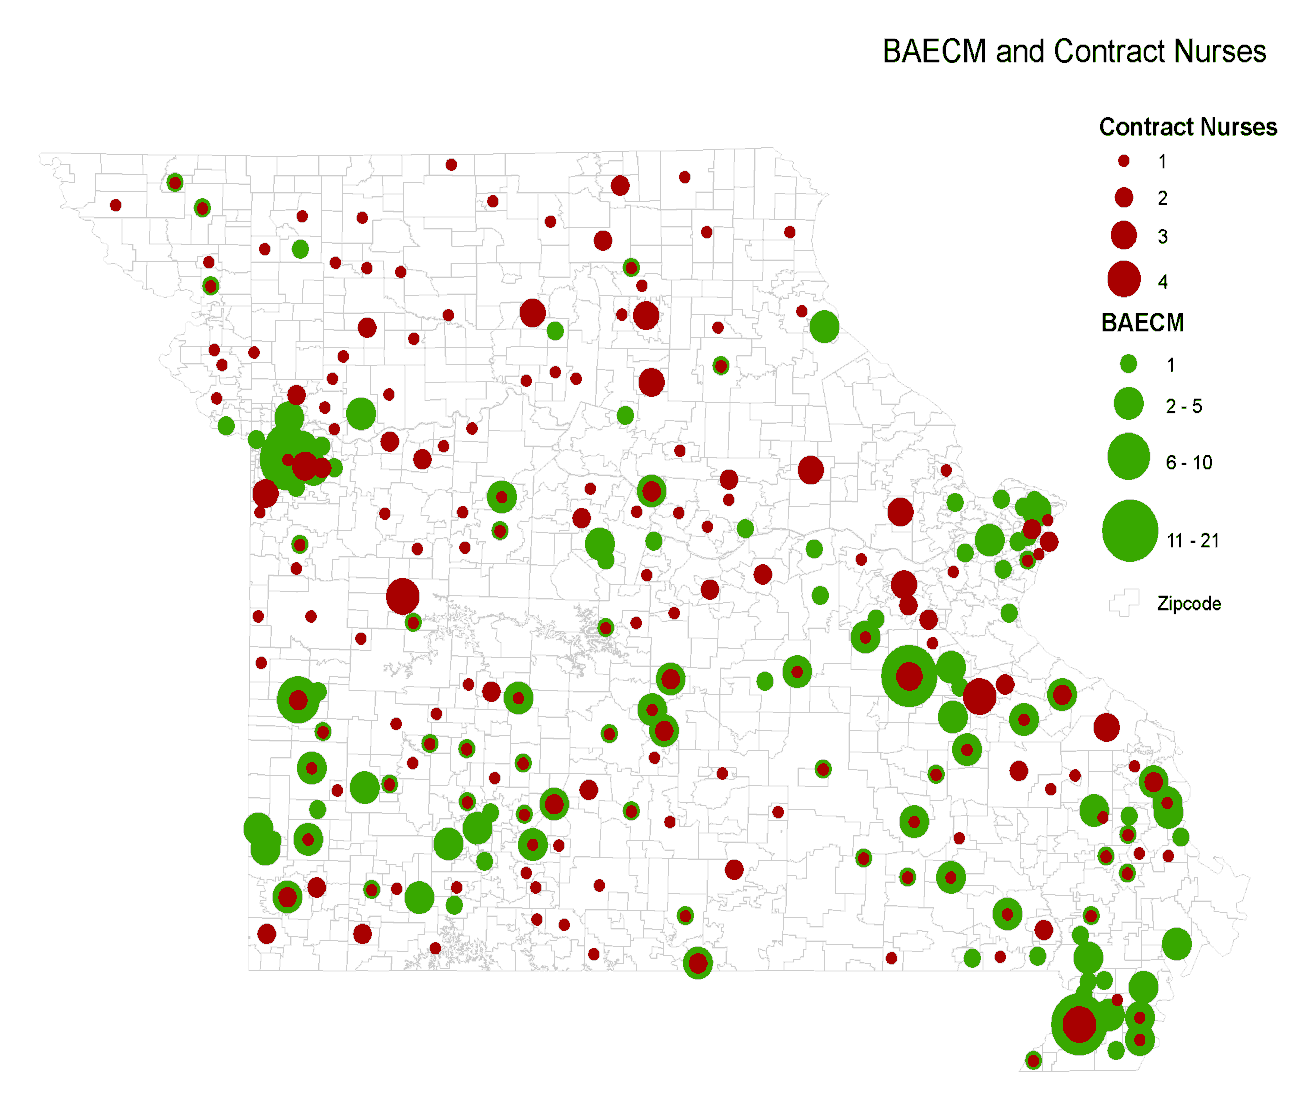 BAECM and Contract Nurses
Contract Nurses
1
2
3
4
BAECM
1
2 - 5
6 - 10
11 - 21
Zipcode